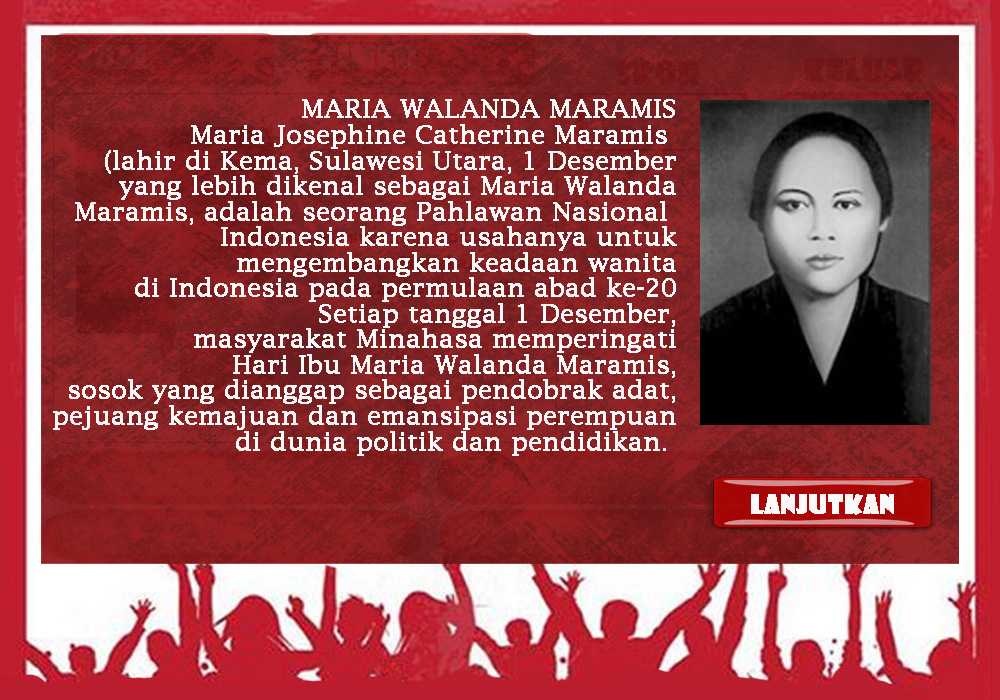 MARIA WALANDA MARAMIS
Maria Josephine Catherine Maramis
(lahir di Kema, Sulawesi Utara, 1 Desember
yang lebih dikenal sebagai Maria Walanda
Maramis, adalah seorang Pahlawan Nasional
Indonesia karena usahanya untuk
mengembangkan keadaan wanita
di Indonesia pada permulaan abad ke-20
Setiap tanggal 1 Desember,
masyarakat Minahasa memperingati
Hari Ibu Maria Walanda Maramis,
sosok yang dianggap sebagai pendobrak adat,
pejuang kemajuan dan emansipasi perempuan
di dunia politik dan pendidikan.
LANJUTKAN